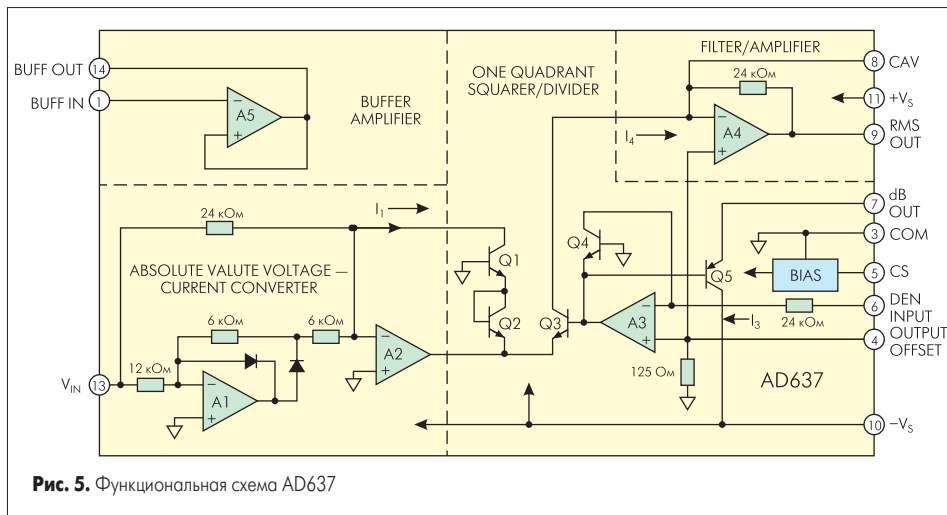 BUFF OUT 14
BUFF IN 1
A5
−
+
BUFFER
AMPLIFIER
ONE QUADRANT
SQUARER/DIVIDER
FILTER/AMPLIFIER
24 кОм
I4
A4
−
+
8 CAV
11 +VS
9 RMS
OUT
7 dB
OUT
3 COM
5 CS
6 DEN
INPUT
4 OUTPUT
OFFSET
10 −VS
24 кОм
I1
ABSOLUTE VALUTE VOLTAGE —
CURRENT CONVERTER
6 кОм
6 кОм
12 кОм
VIN 13
A1
−
+
A2
−
+
Q1
Q2
Q3
Q4
A3
−
+
Q5
BIAS
I3
24 кОм
125 Ом
AD637
Рис. 5. Функциональная схема AD637